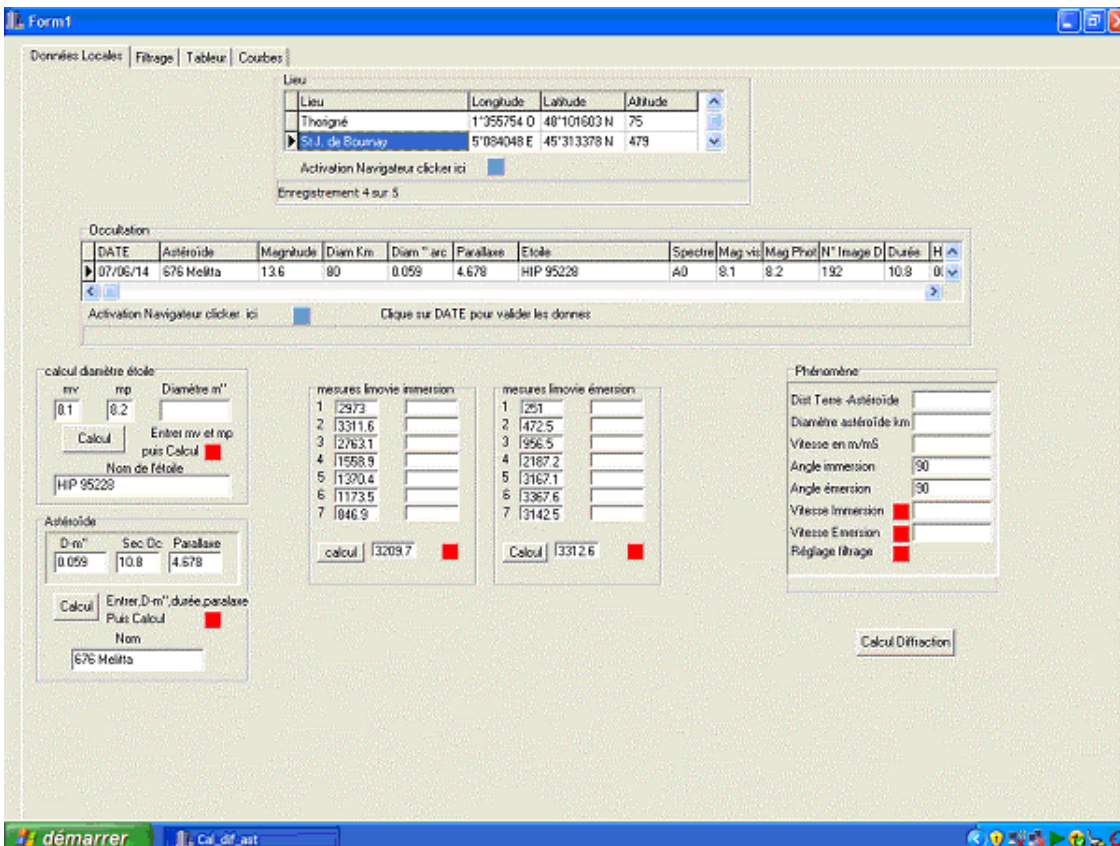 Form1
Données Locales Filtrage Tableur Courbes
Lieu
Lieu Longitude Latitude Altitude
Thorigné 1°355754 O 48°101603 N 75
St J. de Bournay 5°084048 E 45°313378 N 479
Activation Navigateur clicker ici
Enregistrement 4 sur 5
Occultation
DATE Astéroïde Magnitude Diam Km Diam " arc Parallaxe Etoile Spectre Mag vis Mag Phot N° Image D Durée H
07/06/14 676 Melitta 13.6 80 0.059 4.678 HIP 95228 A0 8.1 8.2 192 10.8
Activation Navigateur clicker ici Clique sur DATE pour valider les donnes
calcul diamètre étoile
mv mp Diamètre m"
8.1 8.2
Calcul Entrer mv et mp
puis Calcul
Nom de l'étoile
HIP 95228
Astéroïde
D-m" Sec Oc Parallaxe
0.059 10.8 4.678
Calcul Entrer,D-m",durée,paralaxe
Puis Calcul
Nom
676 Melitta
mesures limovie immersion
1 2973
2 3311.6
3 2763.1
4 1558.9
5 1370.4
6 1173.5
7 846.9
calcul 3209.7
mesures limovie émersion
1 251
2 472.5
3 956.5
4 2187.2
5 3167.1
6 3367.6
7 3142.5
Calcul 3312.6
Phénomène
Dist Terre -Astéroïde
Diamètre astéroïde km
Vitesse en m/mS
Angle immersion 90
Angle émersion 90
Vitesse Immersion
Vitesse Emersion
Réglage filtrage
Calcul Diffraction
démarrer Cal_dif_ast